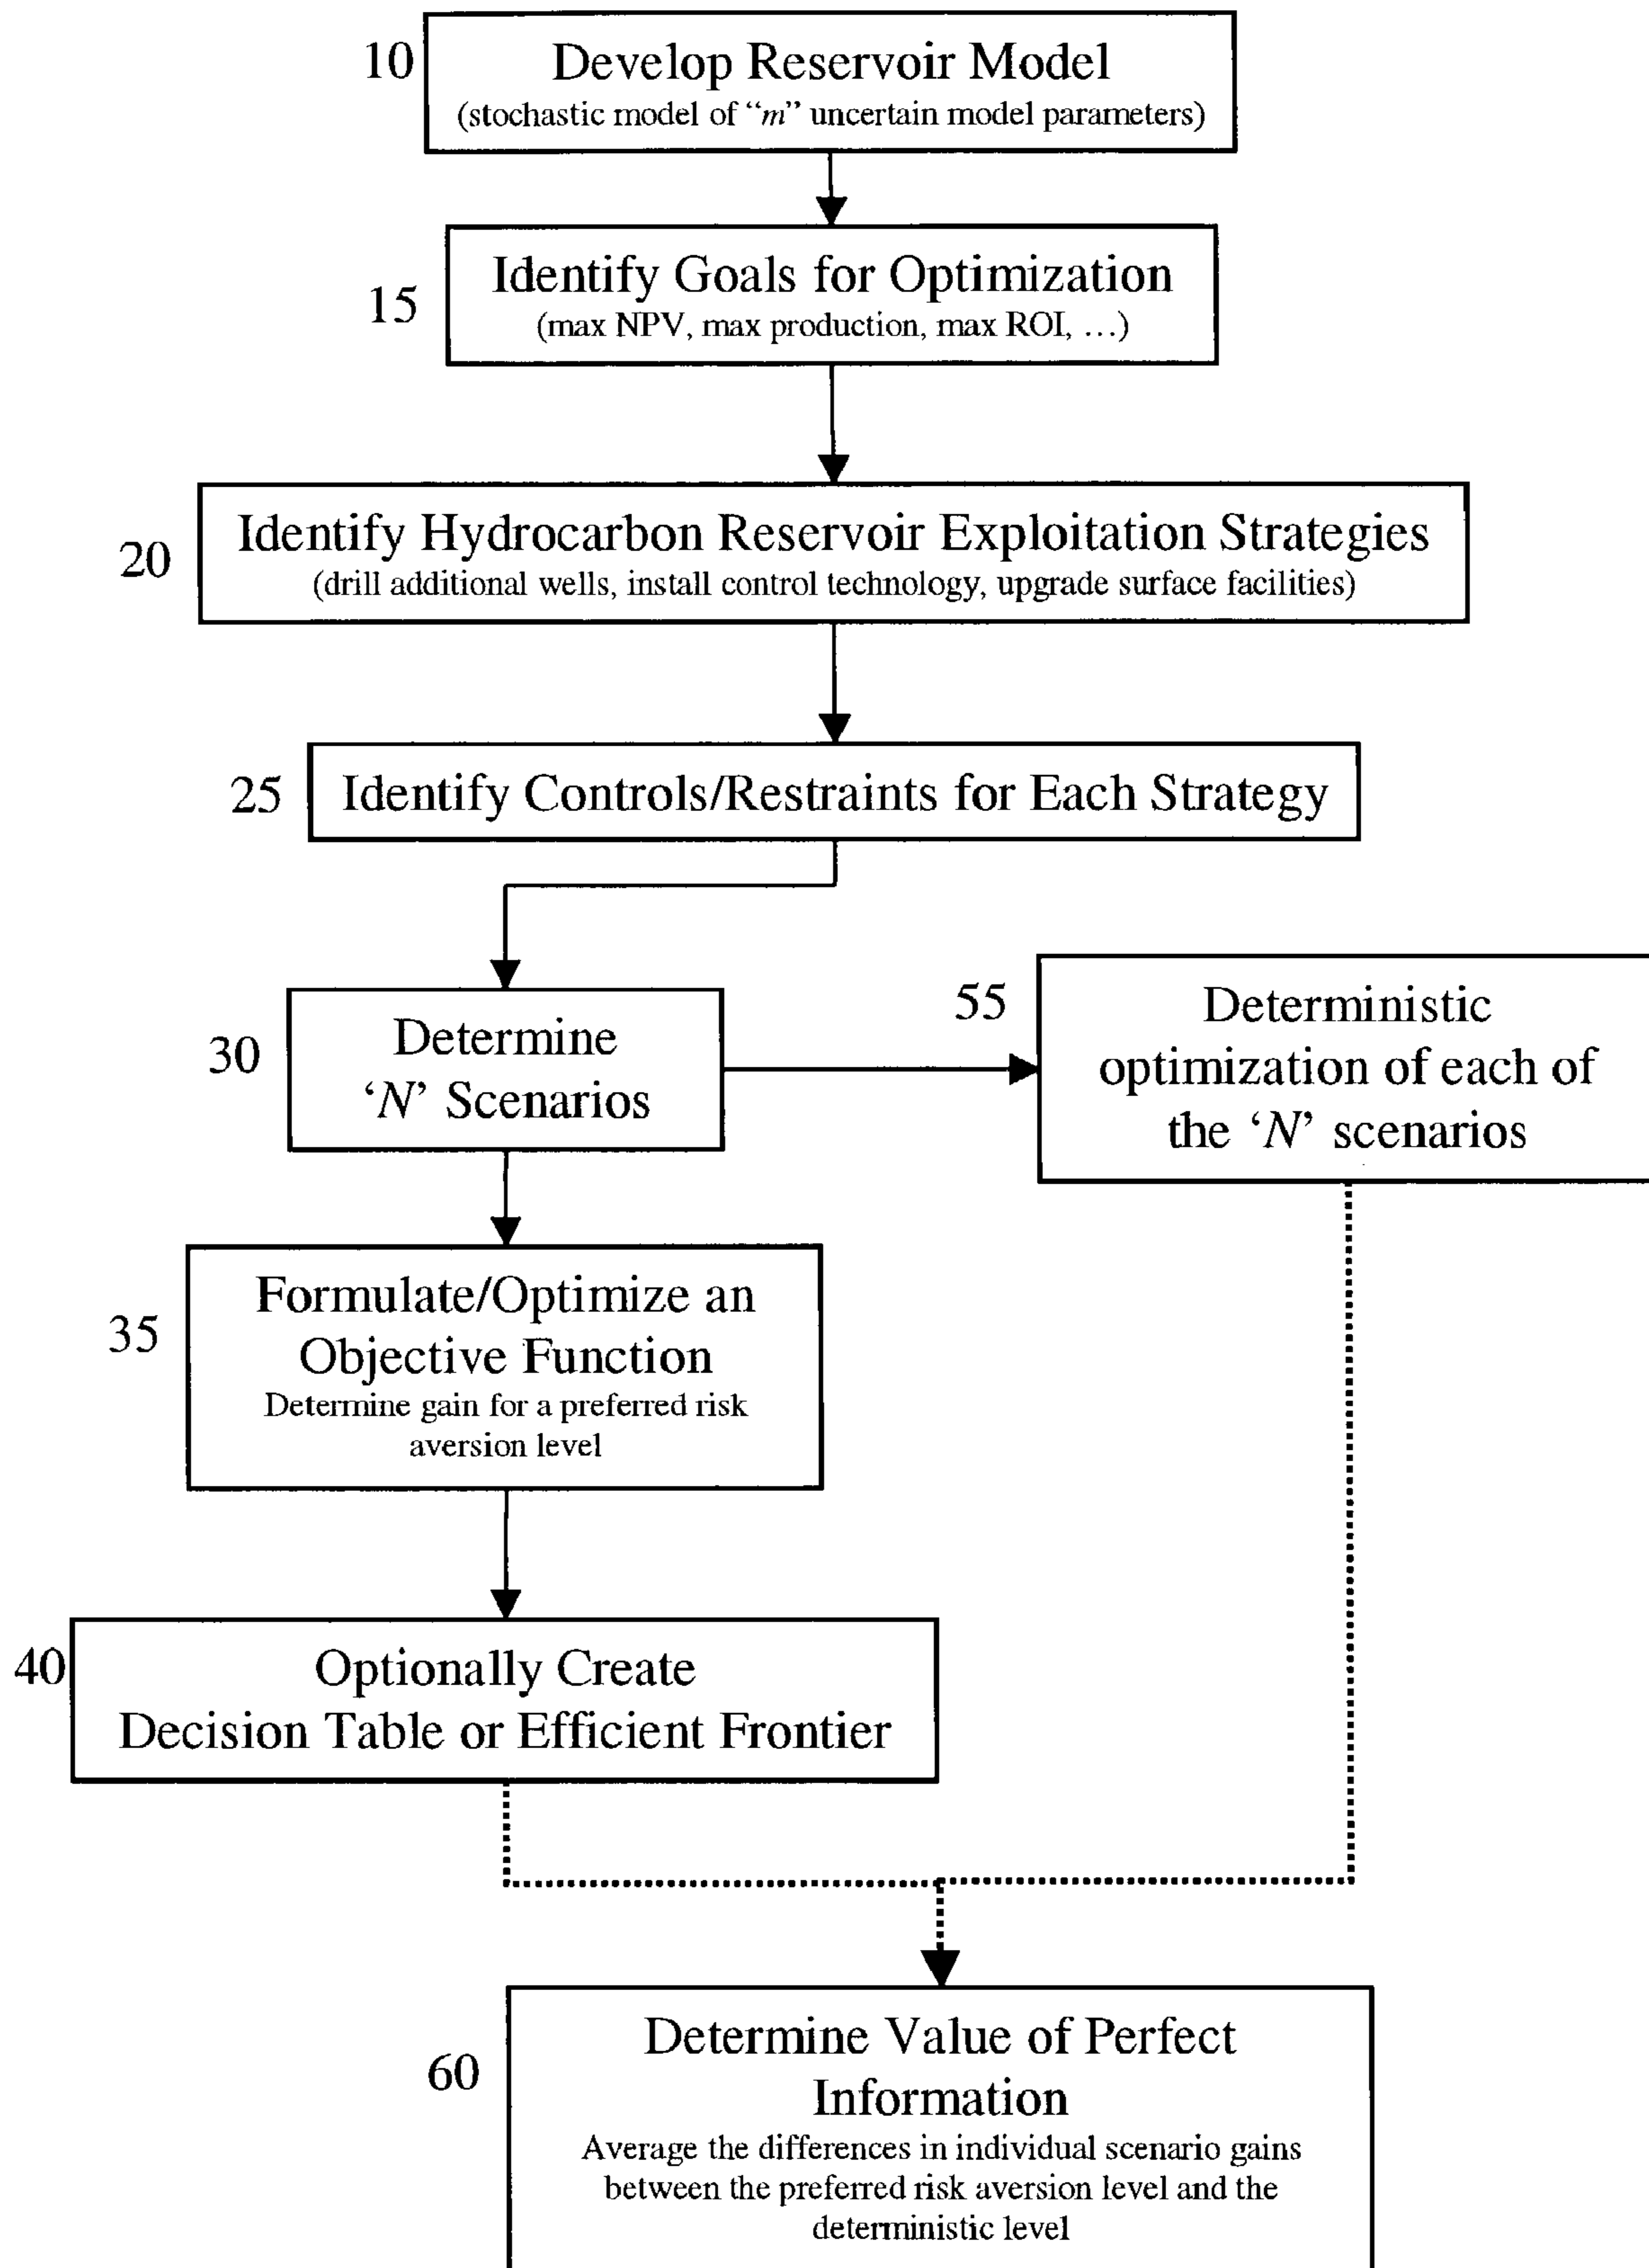 10
Develop Reservoir Model
(stochastic model of “m” uncertain model parameters)
15
Identify Goals for Optimization
(max NPV, max production, max ROI, ...)
20
Identify Hydrocarbon Reservoir Exploitation Strategies
(drill additional wells, install control technology, upgrade surface facilities)
25
Identify Controls/Restraints for Each Strategy
30
Determine
‘N’ Scenarios
55
Deterministic
optimization of each of
the ‘N’ scenarios
35
Formulate/Optimize an
Objective Function
Determine gain for a preferred risk
aversion level
40
Optionally Create
Decision Table or Efficient Frontier
60
Determine Value of Perfect
Information
Average the differences in individual scenario gains
between the preferred risk aversion level and the
deterministic level